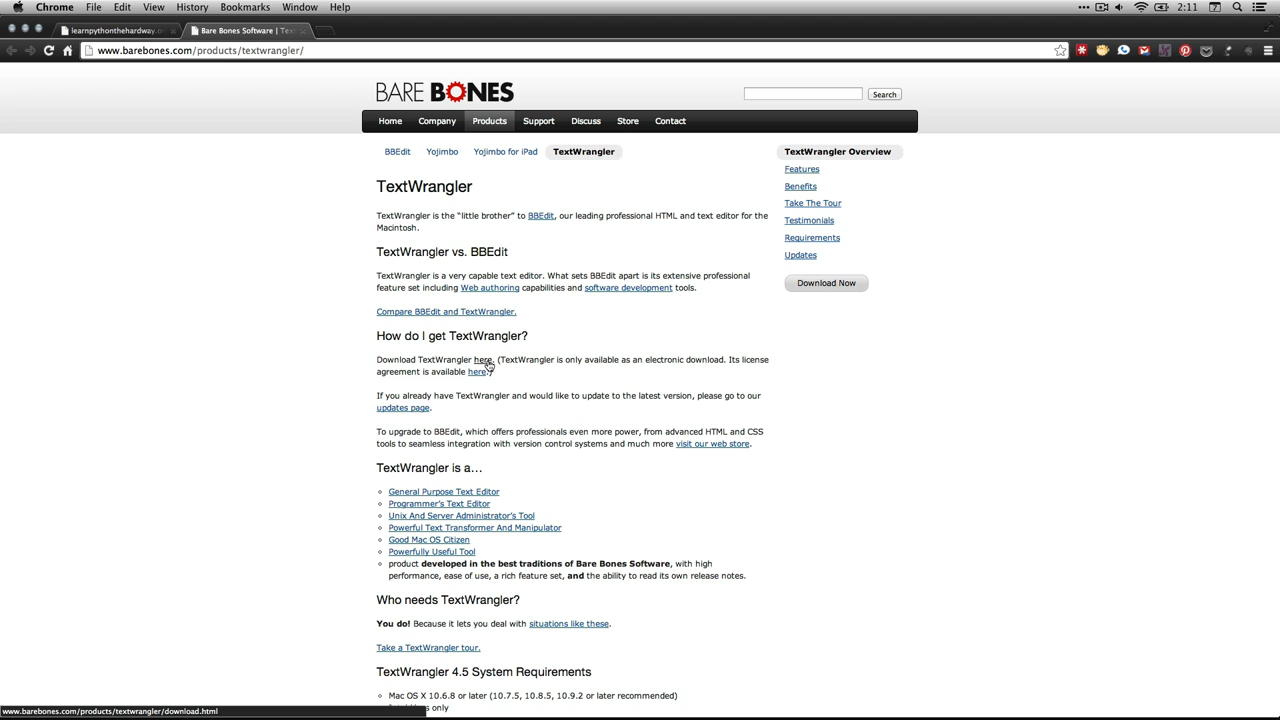 Chrome File Edit View History Bookmarks Window Help 2:11
learnpythonthehardway.o
Bare Bones Software | Tex
www.barebones.com/products/textwrangler/
BARE BONES
Search
Home Company Products Support Discuss Store Contact
BBEdit Yojimbo Yojimbo for iPad TextWrangler
TextWrangler Overview
Features
Benefits
Take The Tour
Testimonials
Requirements
Updates
Download Now
TextWrangler
TextWrangler is the “little brother” to BBEdit, our leading professional HTML and text editor for the
Macintosh.
TextWrangler vs. BBEdit
TextWrangler is a very capable text editor. What sets BBEdit apart is its extensive professional
feature set including Web authoring capabilities and software development tools.
Compare BBEdit and TextWrangler.
How do I get TextWrangler?
Download TextWrangler here. (TextWrangler is only available as an electronic download. Its license
agreement is available here.)
If you already have TextWrangler and would like to update to the latest version, please go to our
updates page.
To upgrade to BBEdit, which offers professionals even more power, from advanced HTML and CSS
tools to seamless integration with version control systems and much more visit our web store.
TextWrangler is a…
General Purpose Text Editor
Programmer’s Text Editor
Unix And Server Administrator’s Tool
Powerful Text Transformer And Manipulator
Good Mac OS Citizen
Powerfully Useful Tool
product developed in the best traditions of Bare Bones Software, with high
performance, ease of use, a rich feature set, and the ability to read its own release notes.
Who needs TextWrangler?
You do! Because it lets you deal with situations like these.
Take a TextWrangler tour.
TextWrangler 4.5 System Requirements
Mac OS X 10.6.8 or later (10.7.5, 10.8.5, 10.9.2 or later recommended)
only
www.barebones.com/products/textwrangler/download.html